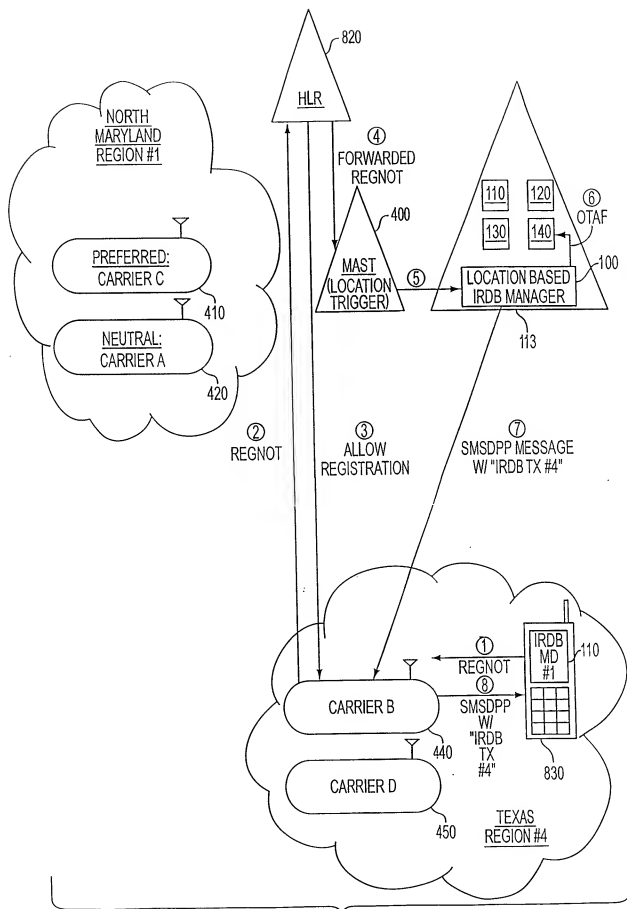 820
HLR
NORTH
MARYLAND
REGION #1
4
FORWARDED
REGNOT
400
110
120
6
OTAF
130
140
100
MAST
(LOCATION
TRIGGER)
5
LOCATION BASED
IRDB MANAGER
113
PREFERRED:
CARRIER C
410
NEUTRAL:
CARRIER A
420
2
REGNOT
3
ALLOW
REGISTRATION
7
SMSDPP MESSAGE
W/ "IRDB TX #4"
1
REGNOT
IRDB
MD
#1
110
8
SMSDPP
W/
"IRDB
TX
#4"
CARRIER B
440
830
CARRIER D
450
TEXAS
REGION #4